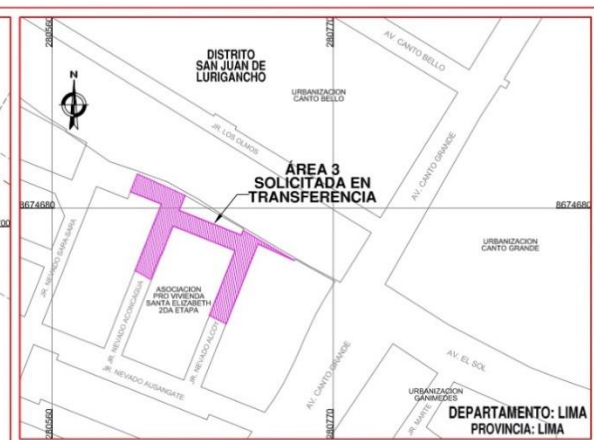 280560
280770
DISTRITO
SAN JUAN DE
LURIGANCHO
AV. CANTO BELLO
URBANIZACION
CANTO BELLO
N
JR. LOS OLMOS
AV. CANTO GRANDE
ÁREA 3
SOLICITADA EN
TRANSFERENCIA
8674680
8674680
00
JR. NEVADO SARA-SARA
URBANIZACION
CANTO GRANDE
ASOCIACION
PRO VIVIENDA
SANTA ELIZABETH
2DA ETAPA
JR. NEVADO ACONCAGUA
JR. NEVADO ALCOY
JR. NEVADO AUSANGATE
AV. CANTO GRANDE
AV. EL SOL
URBANIZACION
GANIMEDES
JR. MARTE
DEPARTAMENTO: LIMA
PROVINCIA: LIMA
280560
280770